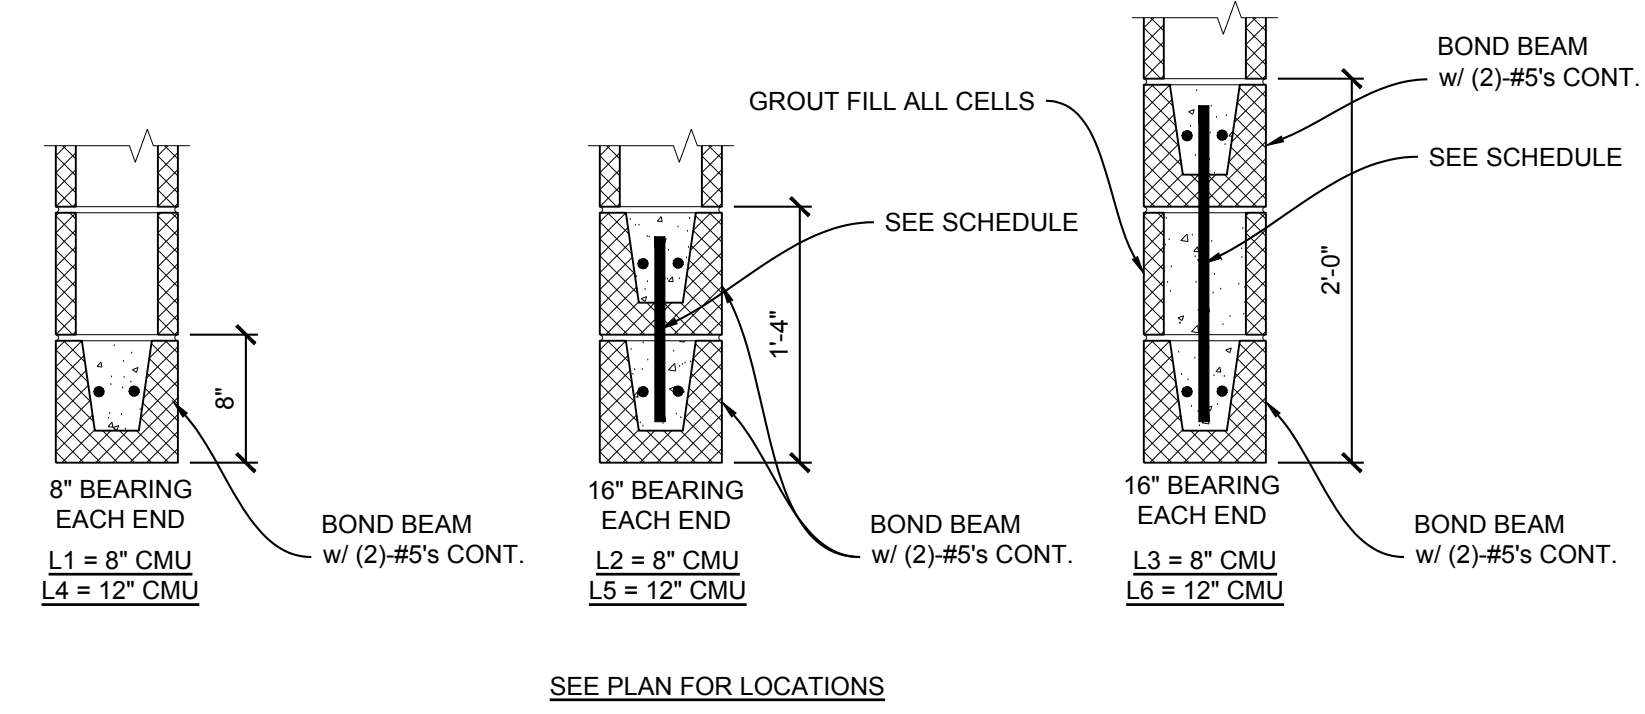 8"
8" BEARING
EACH END
L1 = 8" CMU
L4 = 12" CMU
BOND BEAM
w/ (2)-#5's CONT.
SEE SCHEDULE
1'-4"
16" BEARING
EACH END
L2 = 8" CMU
L5 = 12" CMU
BOND BEAM
w/ (2)-#5's CONT.
GROUT FILL ALL CELLS
BOND BEAM
w/ (2)-#5's CONT.
SEE SCHEDULE
2'-0"
16" BEARING
EACH END
L3 = 8" CMU
L6 = 12" CMU
BOND BEAM
w/ (2)-#5's CONT.
SEE PLAN FOR LOCATIONS